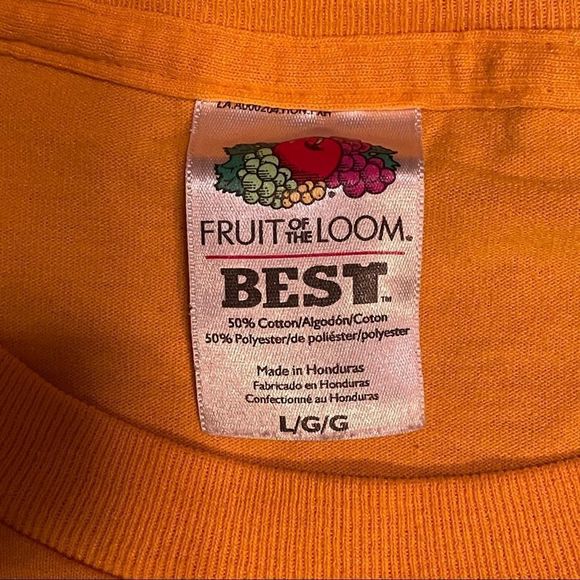 FRUIT OF THE LOOM®
BEST™
50% Cotton/Algodón/Coton
50% Polyester/de poliéster/polyester
Made in Honduras
Fabricado en Honduras
Confectionné au Honduras
L/G/G